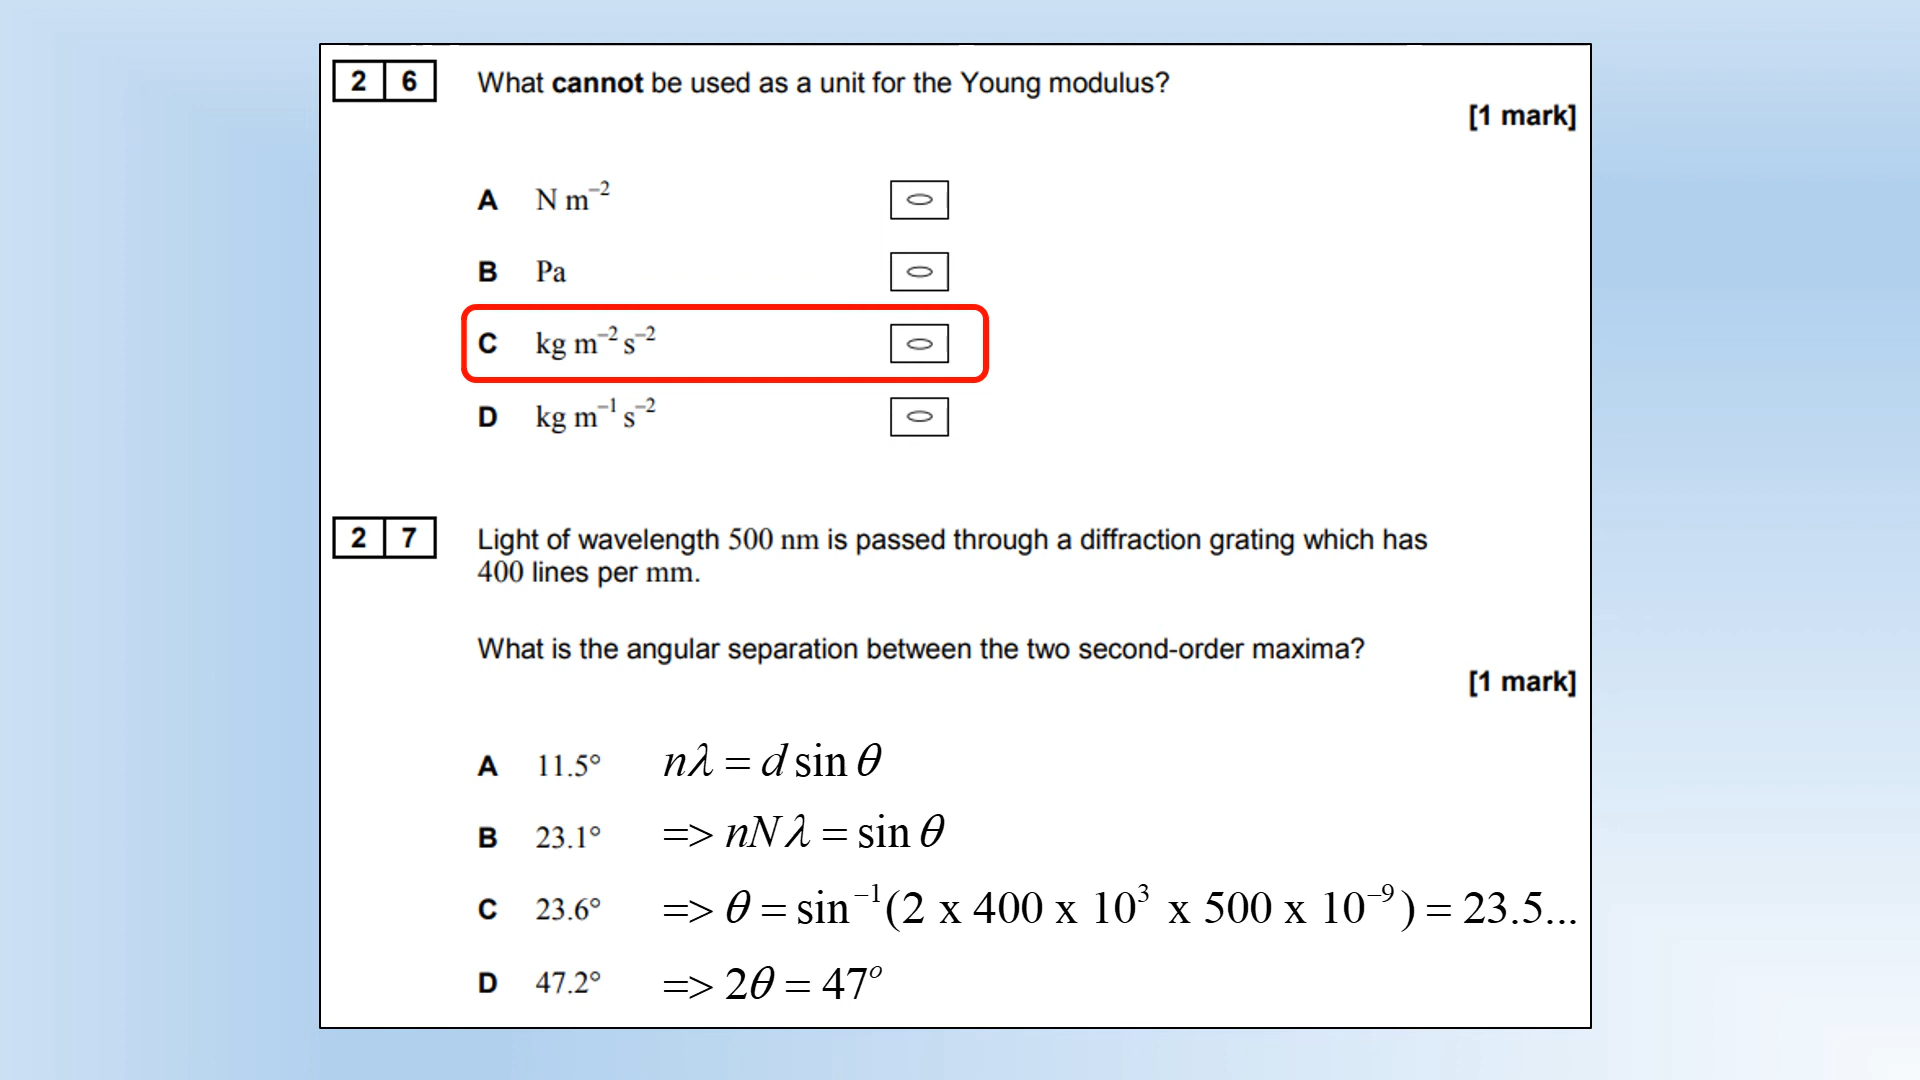 2 6 What cannot be used as a unit for the Young modulus?
[1 mark]
A N m⁻²
B Pa
C kg m⁻² s⁻²
D kg m⁻¹ s⁻²
2 7 Light of wavelength 500 nm is passed through a diffraction grating which has
400 lines per mm.
What is the angular separation between the two second-order maxima?
[1 mark]
A 11.5° nλ = d sin θ
B 23.1° => nNλ = sin θ
C 23.6° => θ = sin⁻¹(2 x 400 x 10³ x 500 x 10⁻⁹) = 23.5...
D 47.2° => 2θ = 47°